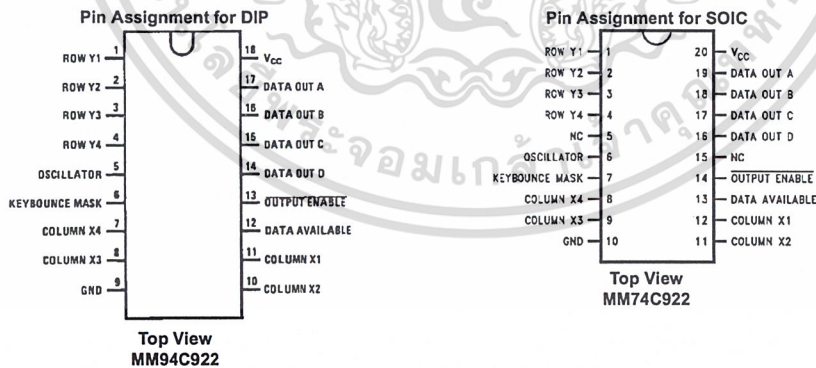 Pin Assignment for DIP
ROW Y1 1
ROW Y2 2
ROW Y3 3
ROW Y4 4
OSCILLATOR 5
KEYBOUNCE MASK 6
COLUMN X4 7
COLUMN X3 8
GND 9
18 VCC
17 DATA OUT A
16 DATA OUT B
15 DATA OUT C
14 DATA OUT D
13 OUTPUT ENABLE
12 DATA AVAILABLE
11 COLUMN X1
10 COLUMN X2
Top View
MM94C922
Pin Assignment for SOIC
ROW Y1 1
ROW Y2 2
ROW Y3 3
ROW Y4 4
NC 5
OSCILLATOR 6
KEYBOUNCE MASK 7
COLUMN X4 8
COLUMN X3 9
GND 10
20 VCC
19 DATA OUT A
18 DATA OUT B
17 DATA OUT C
16 DATA OUT D
15 NC
14 OUTPUT ENABLE
13 DATA AVAILABLE
12 COLUMN X1
11 COLUMN X2
Top View
MM74C922